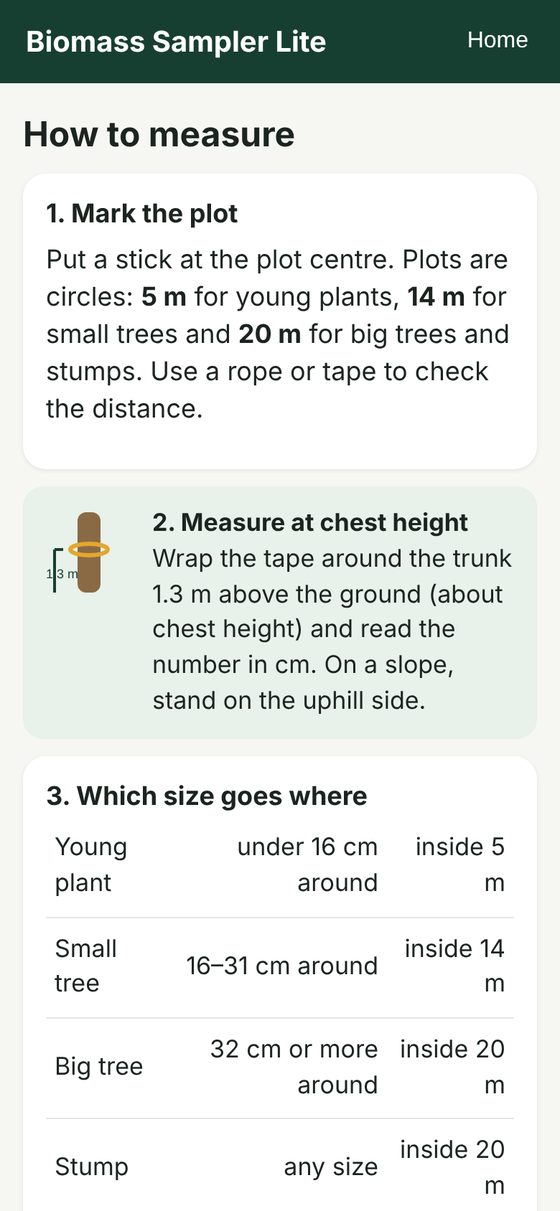 Biomass Sampler Lite
Home
How to measure
1. Mark the plot
Put a stick at the plot centre. Plots are
circles: 5 m for young plants, 14 m for
small trees and 20 m for big trees and
stumps. Use a rope or tape to check
the distance.
1.3 m
2. Measure at chest height
Wrap the tape around the trunk
1.3 m above the ground (about
chest height) and read the
number in cm. On a slope,
stand on the uphill side.
3. Which size goes where
Young
plant
under 16 cm
around
inside 5
m
Small
tree
16–31 cm around
inside 14
m
Big tree
32 cm or more
around
inside 20
m
Stump
any size
inside 20
m